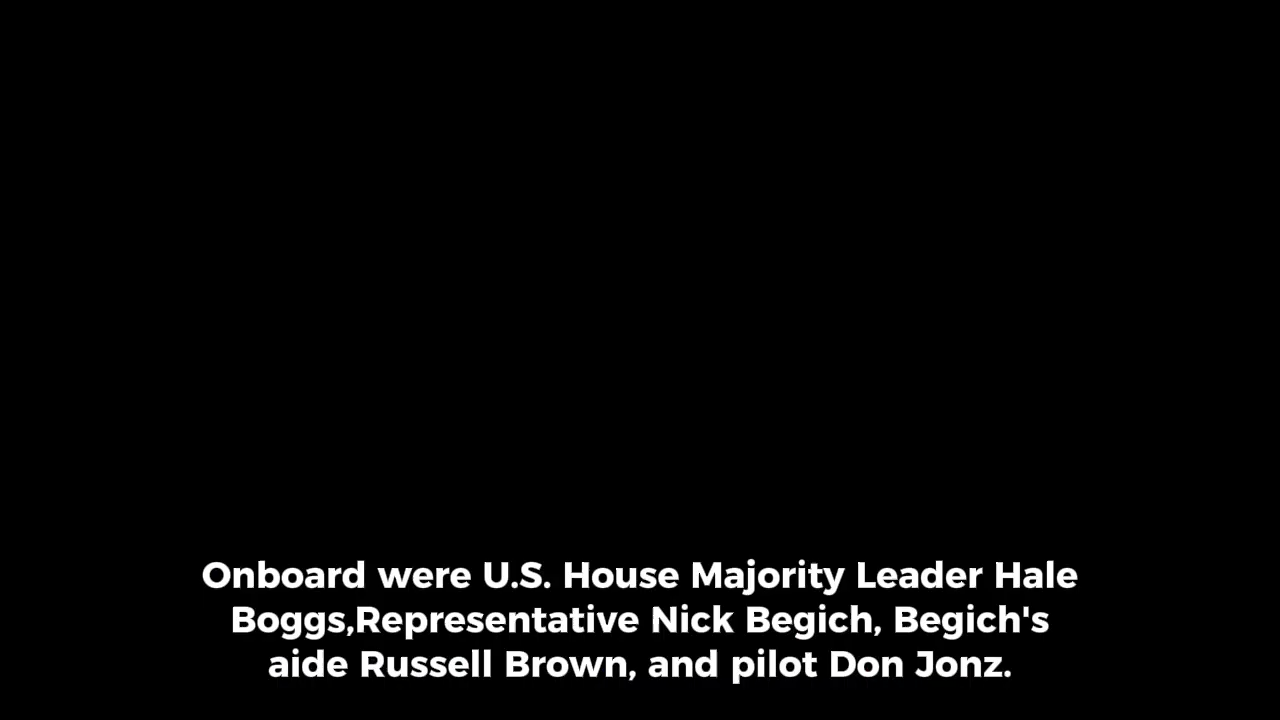 Onboard were U.S. House Majority Leader Hale
Boggs,Representative Nick Begich, Begich's
aide Russell Brown, and pilot Don Jonz.